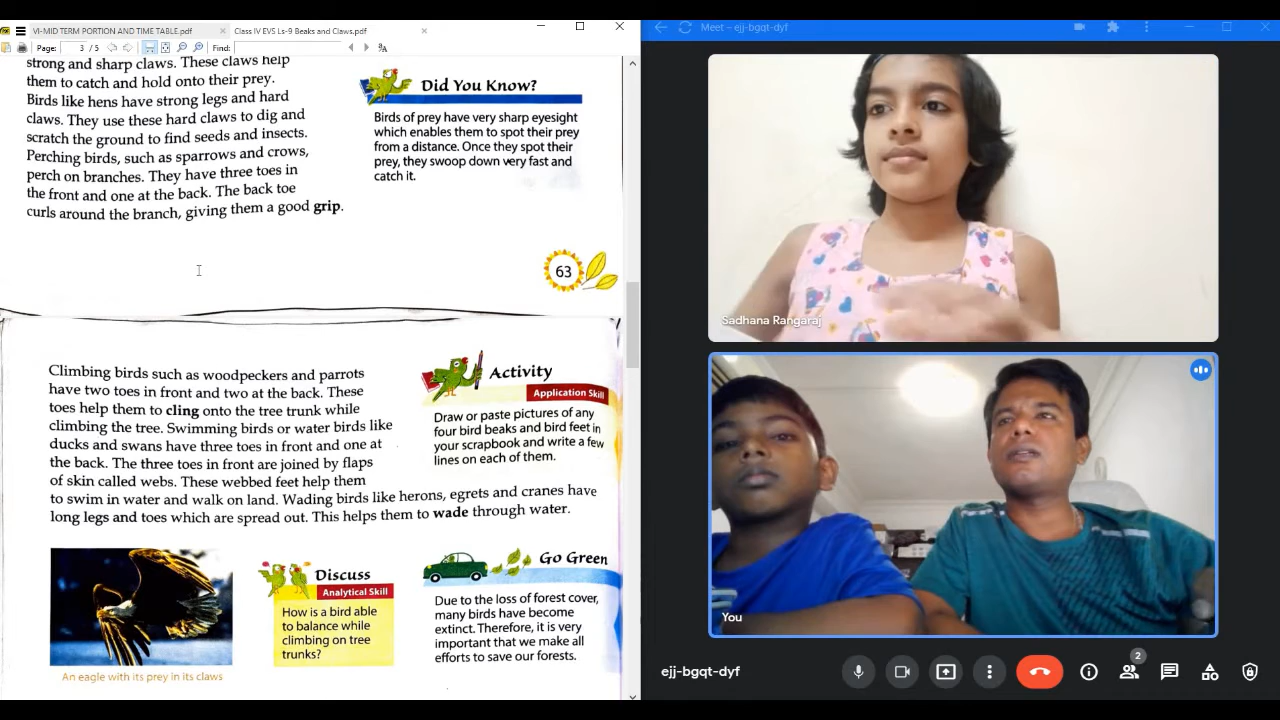 VI-MID TERM PORTION AND TIME TABLE.pdf
Class IV EVS Ls-9 Beaks and Claws.pdf
Page: 3 / 5
Find:
strong and sharp claws. These claws help
them to catch and hold onto their prey.
Birds like hens have strong legs and hard
claws. They use these hard claws to dig and
scratch the ground to find seeds and insects.
Perching birds, such as sparrows and crows,
perch on branches. They have three toes in
the front and one at the back. The back toe
curls around the branch, giving them a good grip.
Did You Know?
Birds of prey have very sharp eyesight
which enables them to spot their prey
from a distance. Once they spot their
prey, they swoop down very fast and
catch it.
63
Climbing birds such as woodpeckers and parrots
have two toes in front and two at the back. These
toes help them to cling onto the tree trunk while
climbing the tree. Swimming birds or water birds like
ducks and swans have three toes in front and one at
the back. The three toes in front are joined by flaps
of skin called webs. These webbed feet help them
to swim in water and walk on land. Wading birds like herons, egrets and cranes have
long legs and toes which are spread out. This helps them to wade through water.
Activity
Application Skill
Draw or paste pictures of any
four bird beaks and bird feet in
your scrapbook and write a few
lines on each of them.
An eagle with its prey in its claws
Discuss
Analytical Skill
How is a bird able
to balance while
climbing on tree
trunks?
Go Green
Due to the loss of forest cover,
many birds have become
extinct. Therefore, it is very
important that we make all
efforts to save our forests.
Meet – ejj-bgqt-dyf
Sadhana Rangaraj
You
ejj-bgqt-dyf
2